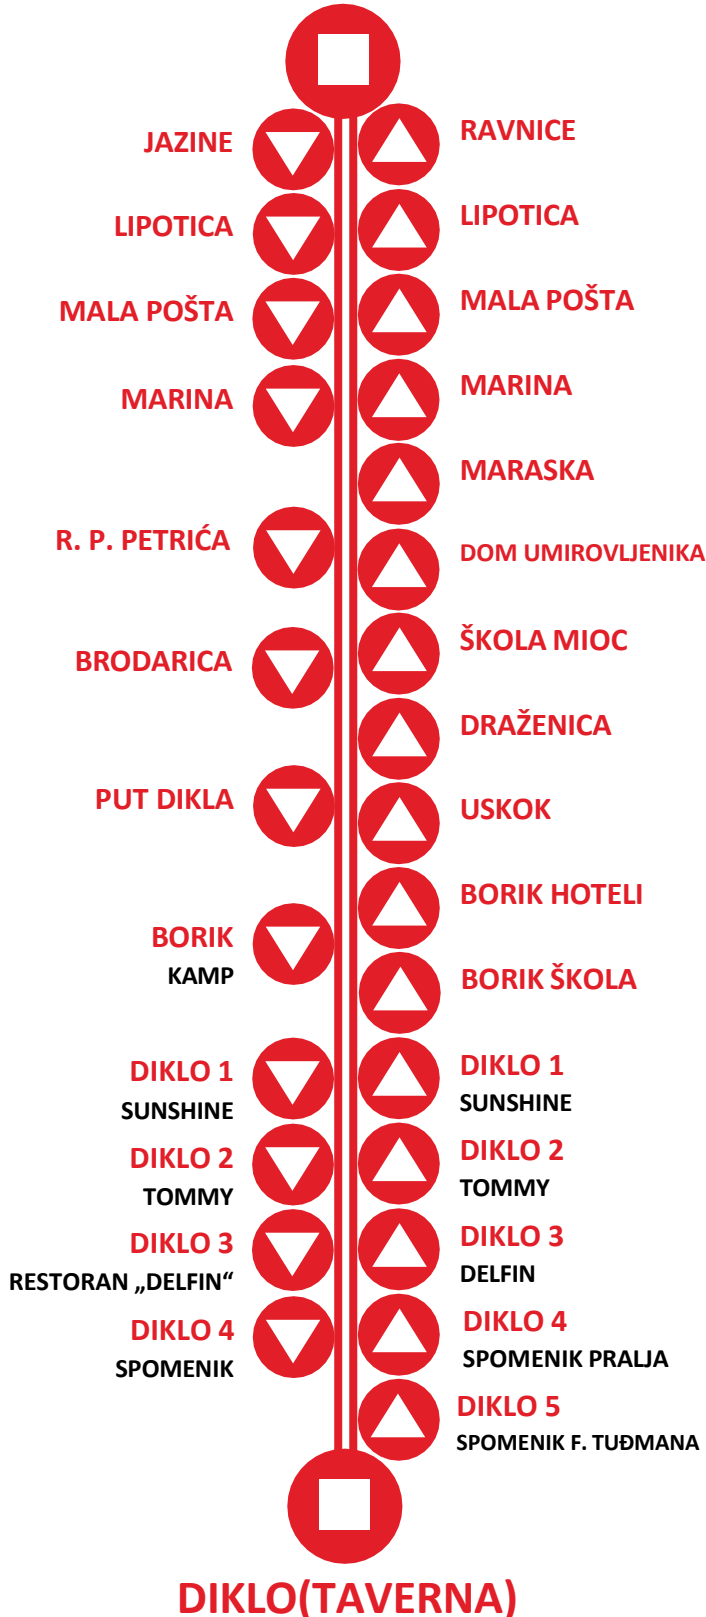 JAZINE
RAVNICE
LIPOTICA
LIPOTICA
MALA POŠTA
MALA POŠTA
MARINA
MARINA
MARASKA
R. P. PETRIĆA
DOM UMIROVLJENIKA
BRODARICA
ŠKOLA MIOC
DRAŽENICA
PUT DIKLA
USKOK
BORIK HOTELI
BORIK
KAMP
BORIK ŠKOLA
DIKLO 1
SUNSHINE
DIKLO 1
SUNSHINE
DIKLO 2
TOMMY
DIKLO 2
TOMMY
DIKLO 3
RESTORAN „DELFIN“
DIKLO 3
DELFIN
DIKLO 4
SPOMENIK
DIKLO 4
SPOMENIK PRALJA
DIKLO 5
SPOMENIK F. TUĐMANA
DIKLO(TAVERNA)